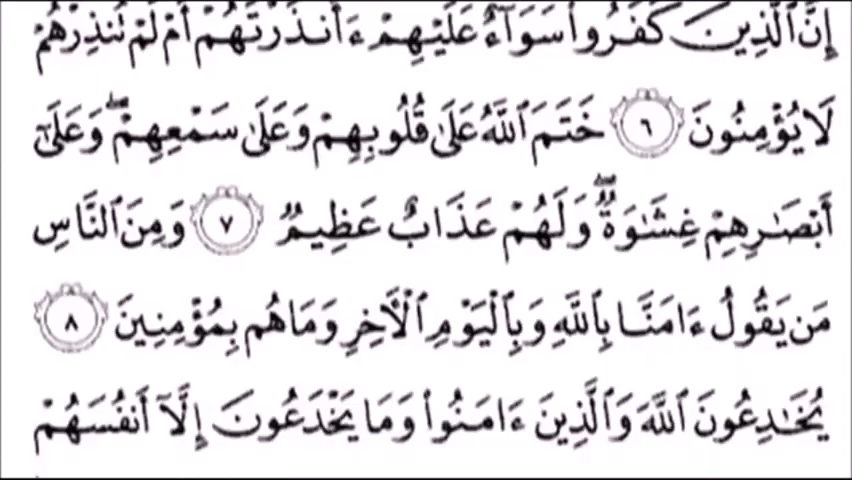 إِنَّ ٱلَّذِينَ كَفَرُوا۟ سَوَآءٌ عَلَيْهِمْ ءَأَنذَرْتَهُمْ أَمْ لَمْ تُنذِرْهُمْ
لَا يُؤْمِنُونَ ٦ خَتَمَ ٱللَّهُ عَلَىٰ قُلُوبِهِمْ وَعَلَىٰ سَمْعِهِمْ ۖ وَعَلَىٰٓ
أَبْصَـٰرِهِمْ غِشَـٰوَةٌ ۖ وَلَهُمْ عَذَابٌ عَظِيمٌ ٧ وَمِنَ ٱلنَّاسِ
مَن يَقُولُ ءَامَنَّا بِٱللَّهِ وَبِٱلْيَوْمِ ٱلْـَٔاخِرِ وَمَا هُم بِمُؤْمِنِينَ ٨
يُخَـٰدِعُونَ ٱللَّهَ وَٱلَّذِينَ ءَامَنُوا۟ وَمَا يَخْدَعُونَ إِلَّآ أَنفُسَهُمْ